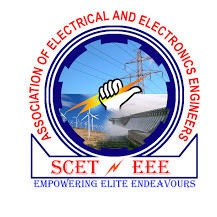 ASSOCIATION OF ELECTRICAL AND ELECTRONICS ENGINEERS
SCET EEE
EMPOWERING ELITE ENDEAVOURS